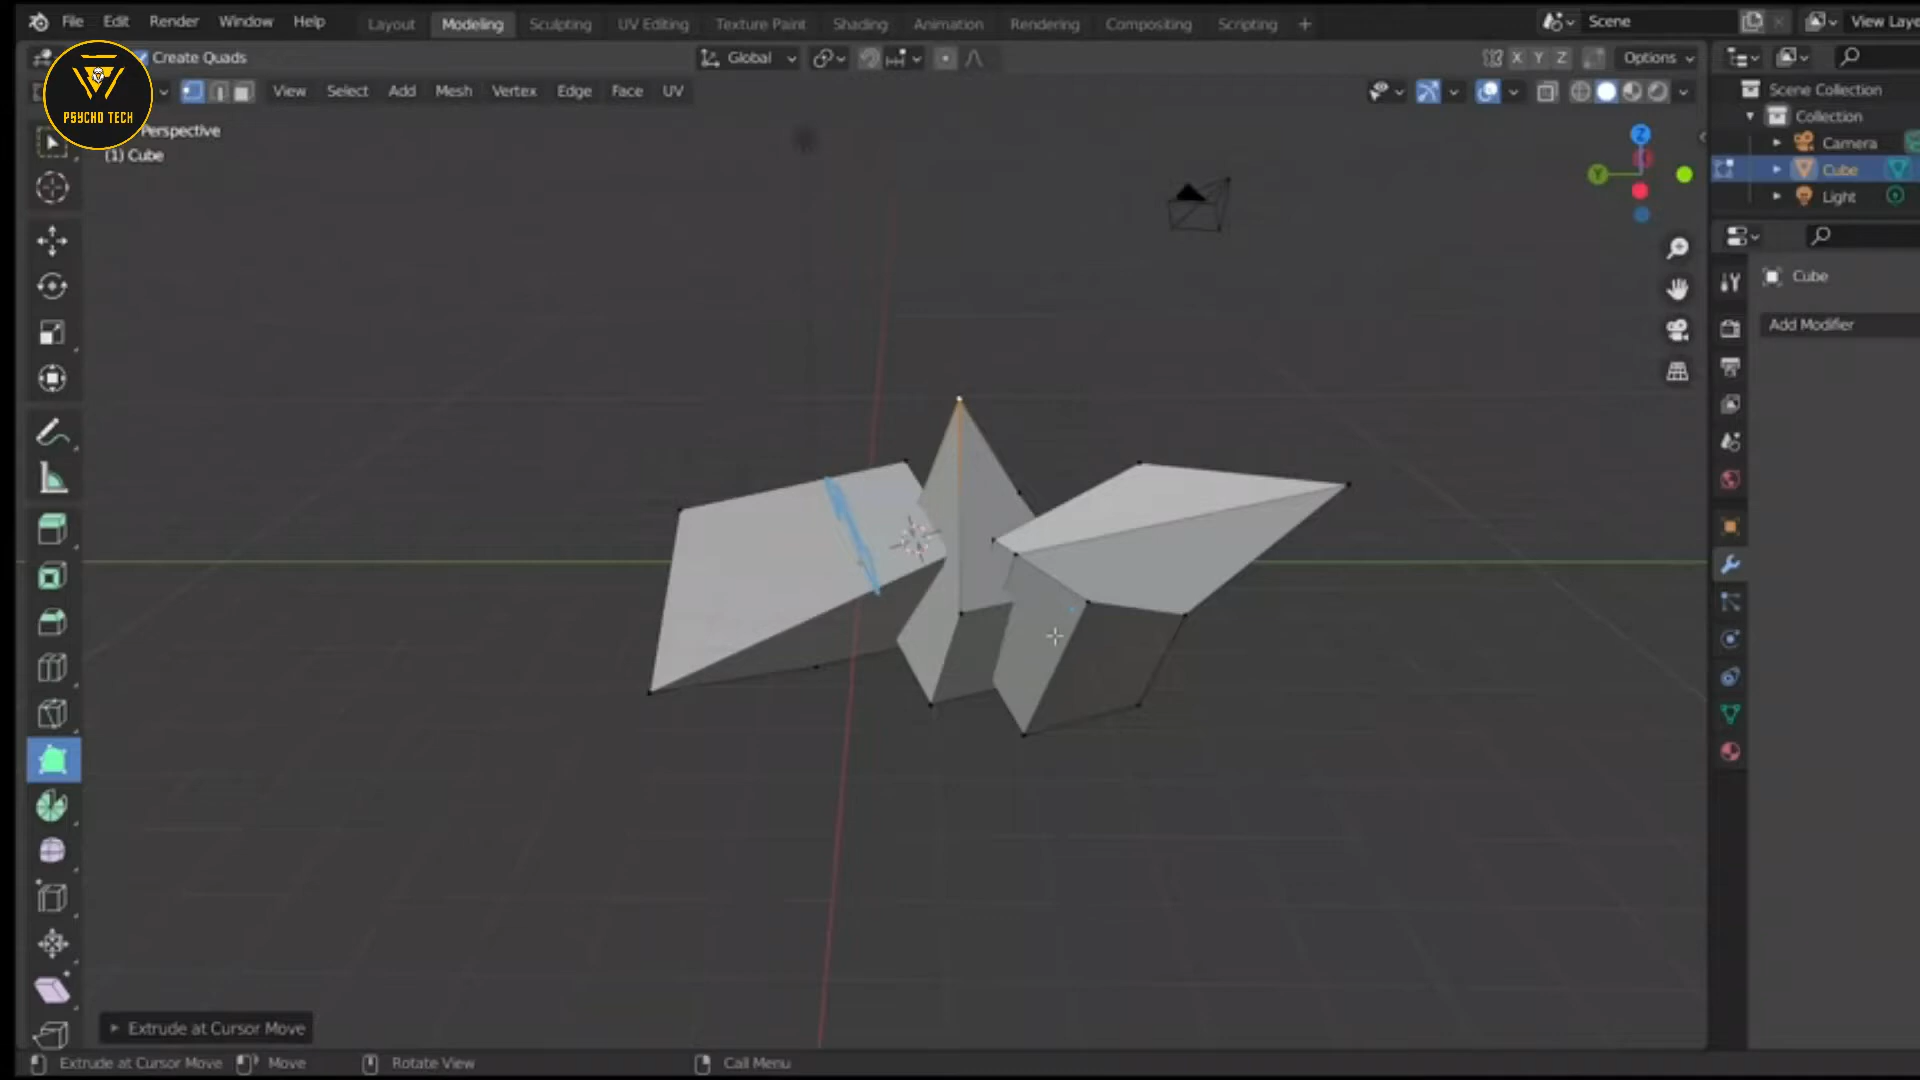 File Edit Render Window Help Layout Modeling Sculpting UV Editing Texture Paint Shading Animation Rendering Compositing Scripting + Scene View Laye
Create Quads Global X Y Z Options
View Select Add Mesh Vertex Edge Face UV Scene Collection
PSYCHO TECH
Perspective
(1) Cube
Z
Y
Collection
Camera
Cube
Light
Cube
Add Modifier
Extrude at Cursor Move
Extrude at Cursor Move Move Rotate View Call Menu